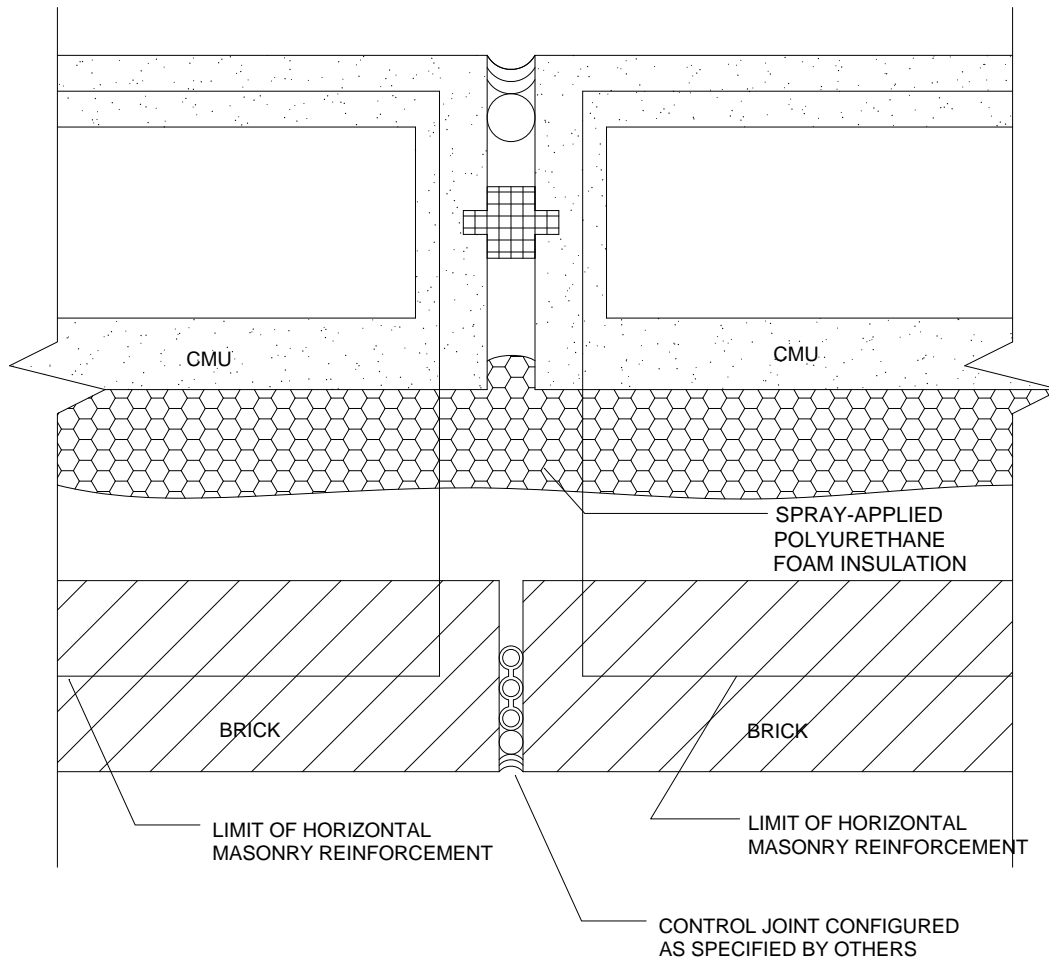 CMU
CMU
SPRAY-APPLIED
POLYURETHANE
FOAM INSULATION
BRICK
BRICK
LIMIT OF HORIZONTAL
MASONRY REINFORCEMENT
LIMIT OF HORIZONTAL
MASONRY REINFORCEMENT
CONTROL JOINT CONFIGURED
AS SPECIFIED BY OTHERS